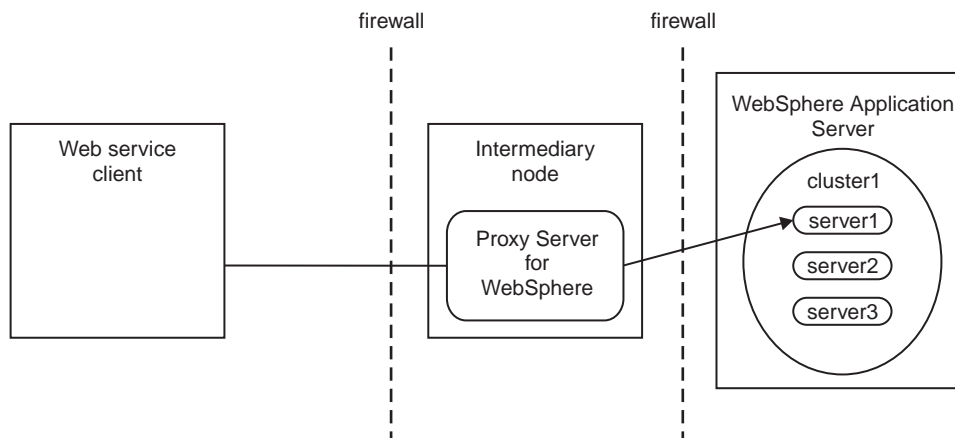 firewall
firewall
Web service
client
Intermediary
node
Proxy Server
for
WebSphere
WebSphere Application
Server
cluster1
server1
server2
server3